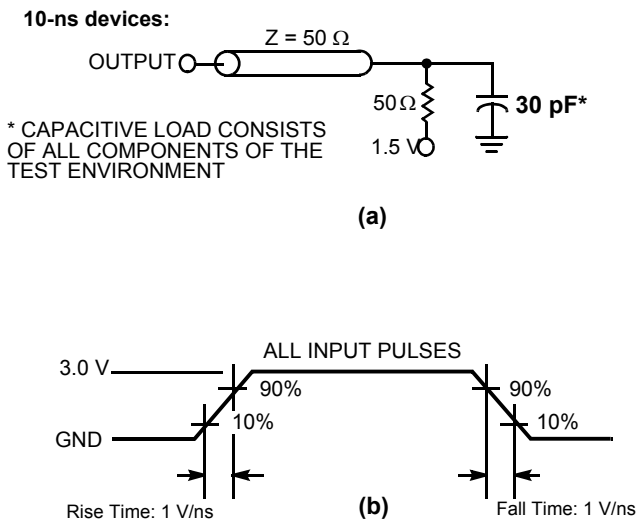 10-ns devices:
Z = 50 Ω
OUTPUT
50Ω
30 pF*
* CAPACITIVE LOAD CONSISTS
OF ALL COMPONENTS OF THE
TEST ENVIRONMENT
1.5 V
(a)
ALL INPUT PULSES
3.0 V
90%
90%
10%
10%
GND
Rise Time: 1 V/ns
(b)
Fall Time: 1 V/ns